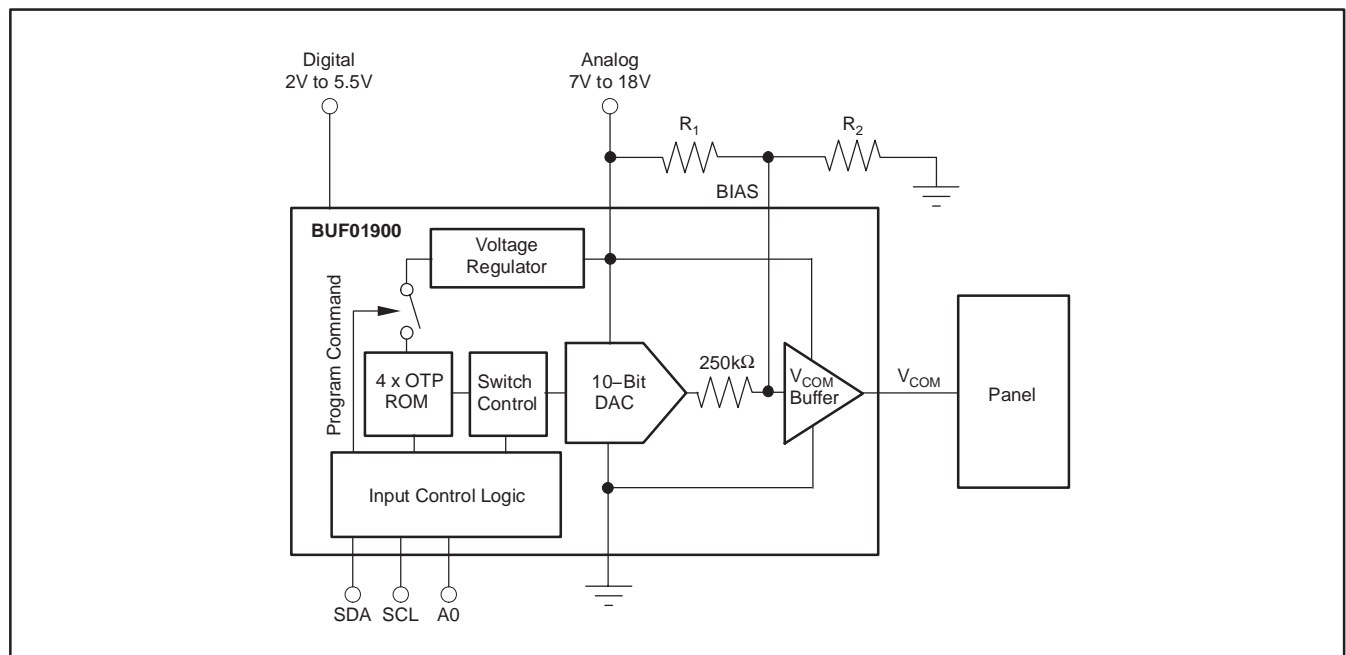 Digital
2V to 5.5V
Analog
7V to 18V
R1
R2
BIAS
BUF01900
Voltage
Regulator
Program Command
4 x OTP
ROM
Switch
Control
10–Bit
DAC
250kΩ
VCOM
Buffer
VCOM
Panel
Input Control Logic
SDA
SCL
A0